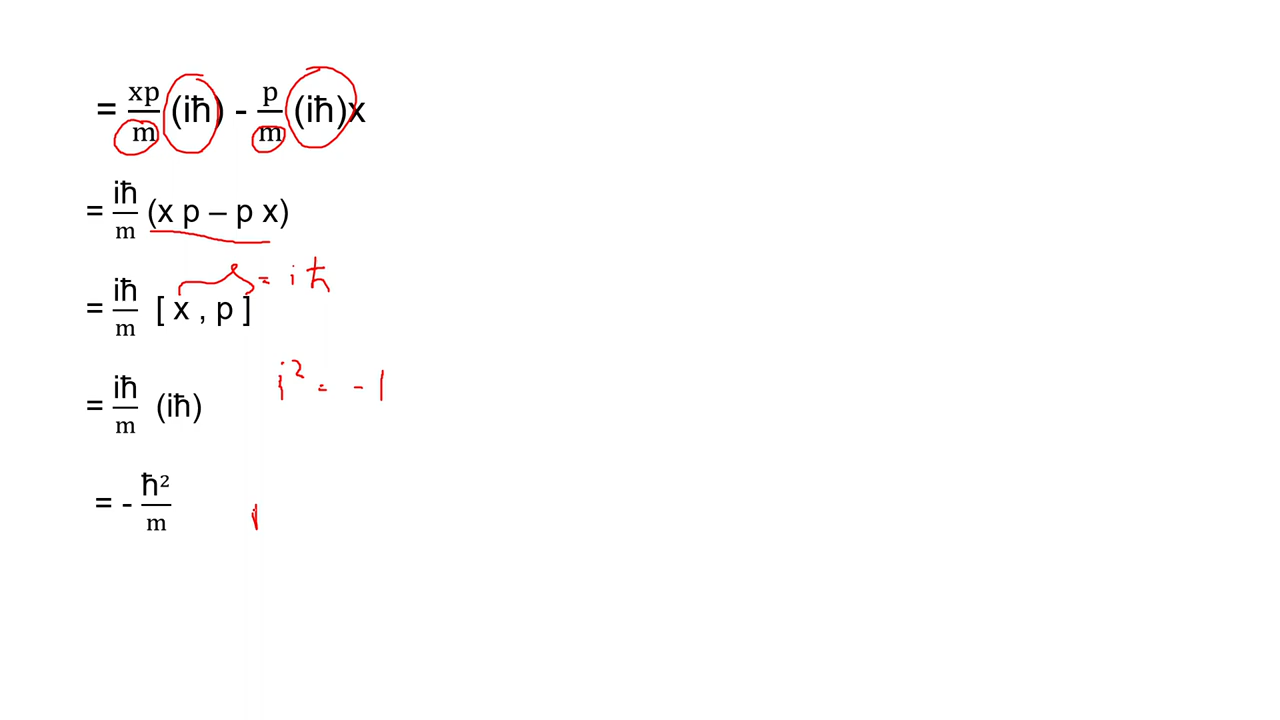 = xp/m (iħ) - p/m (iħ)x
= iħ/m (x p – p x)
= iħ
= iħ/m [ x , p ]
i² = -1
= iħ/m (iħ)
= - ħ²/m